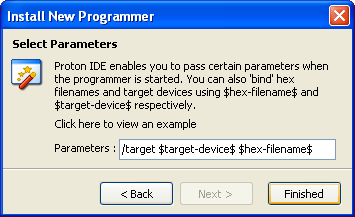 Install New Programmer
Select Parameters
Proton IDE enables you to pass certain parameters when
the programmer is started. You can also 'bind' hex
filenames and target devices using $hex-filename$ and
$target-device$ respectively.
Click here to view an example
Parameters : /target $target-device$ $hex-filename$
< Back Next > Finished